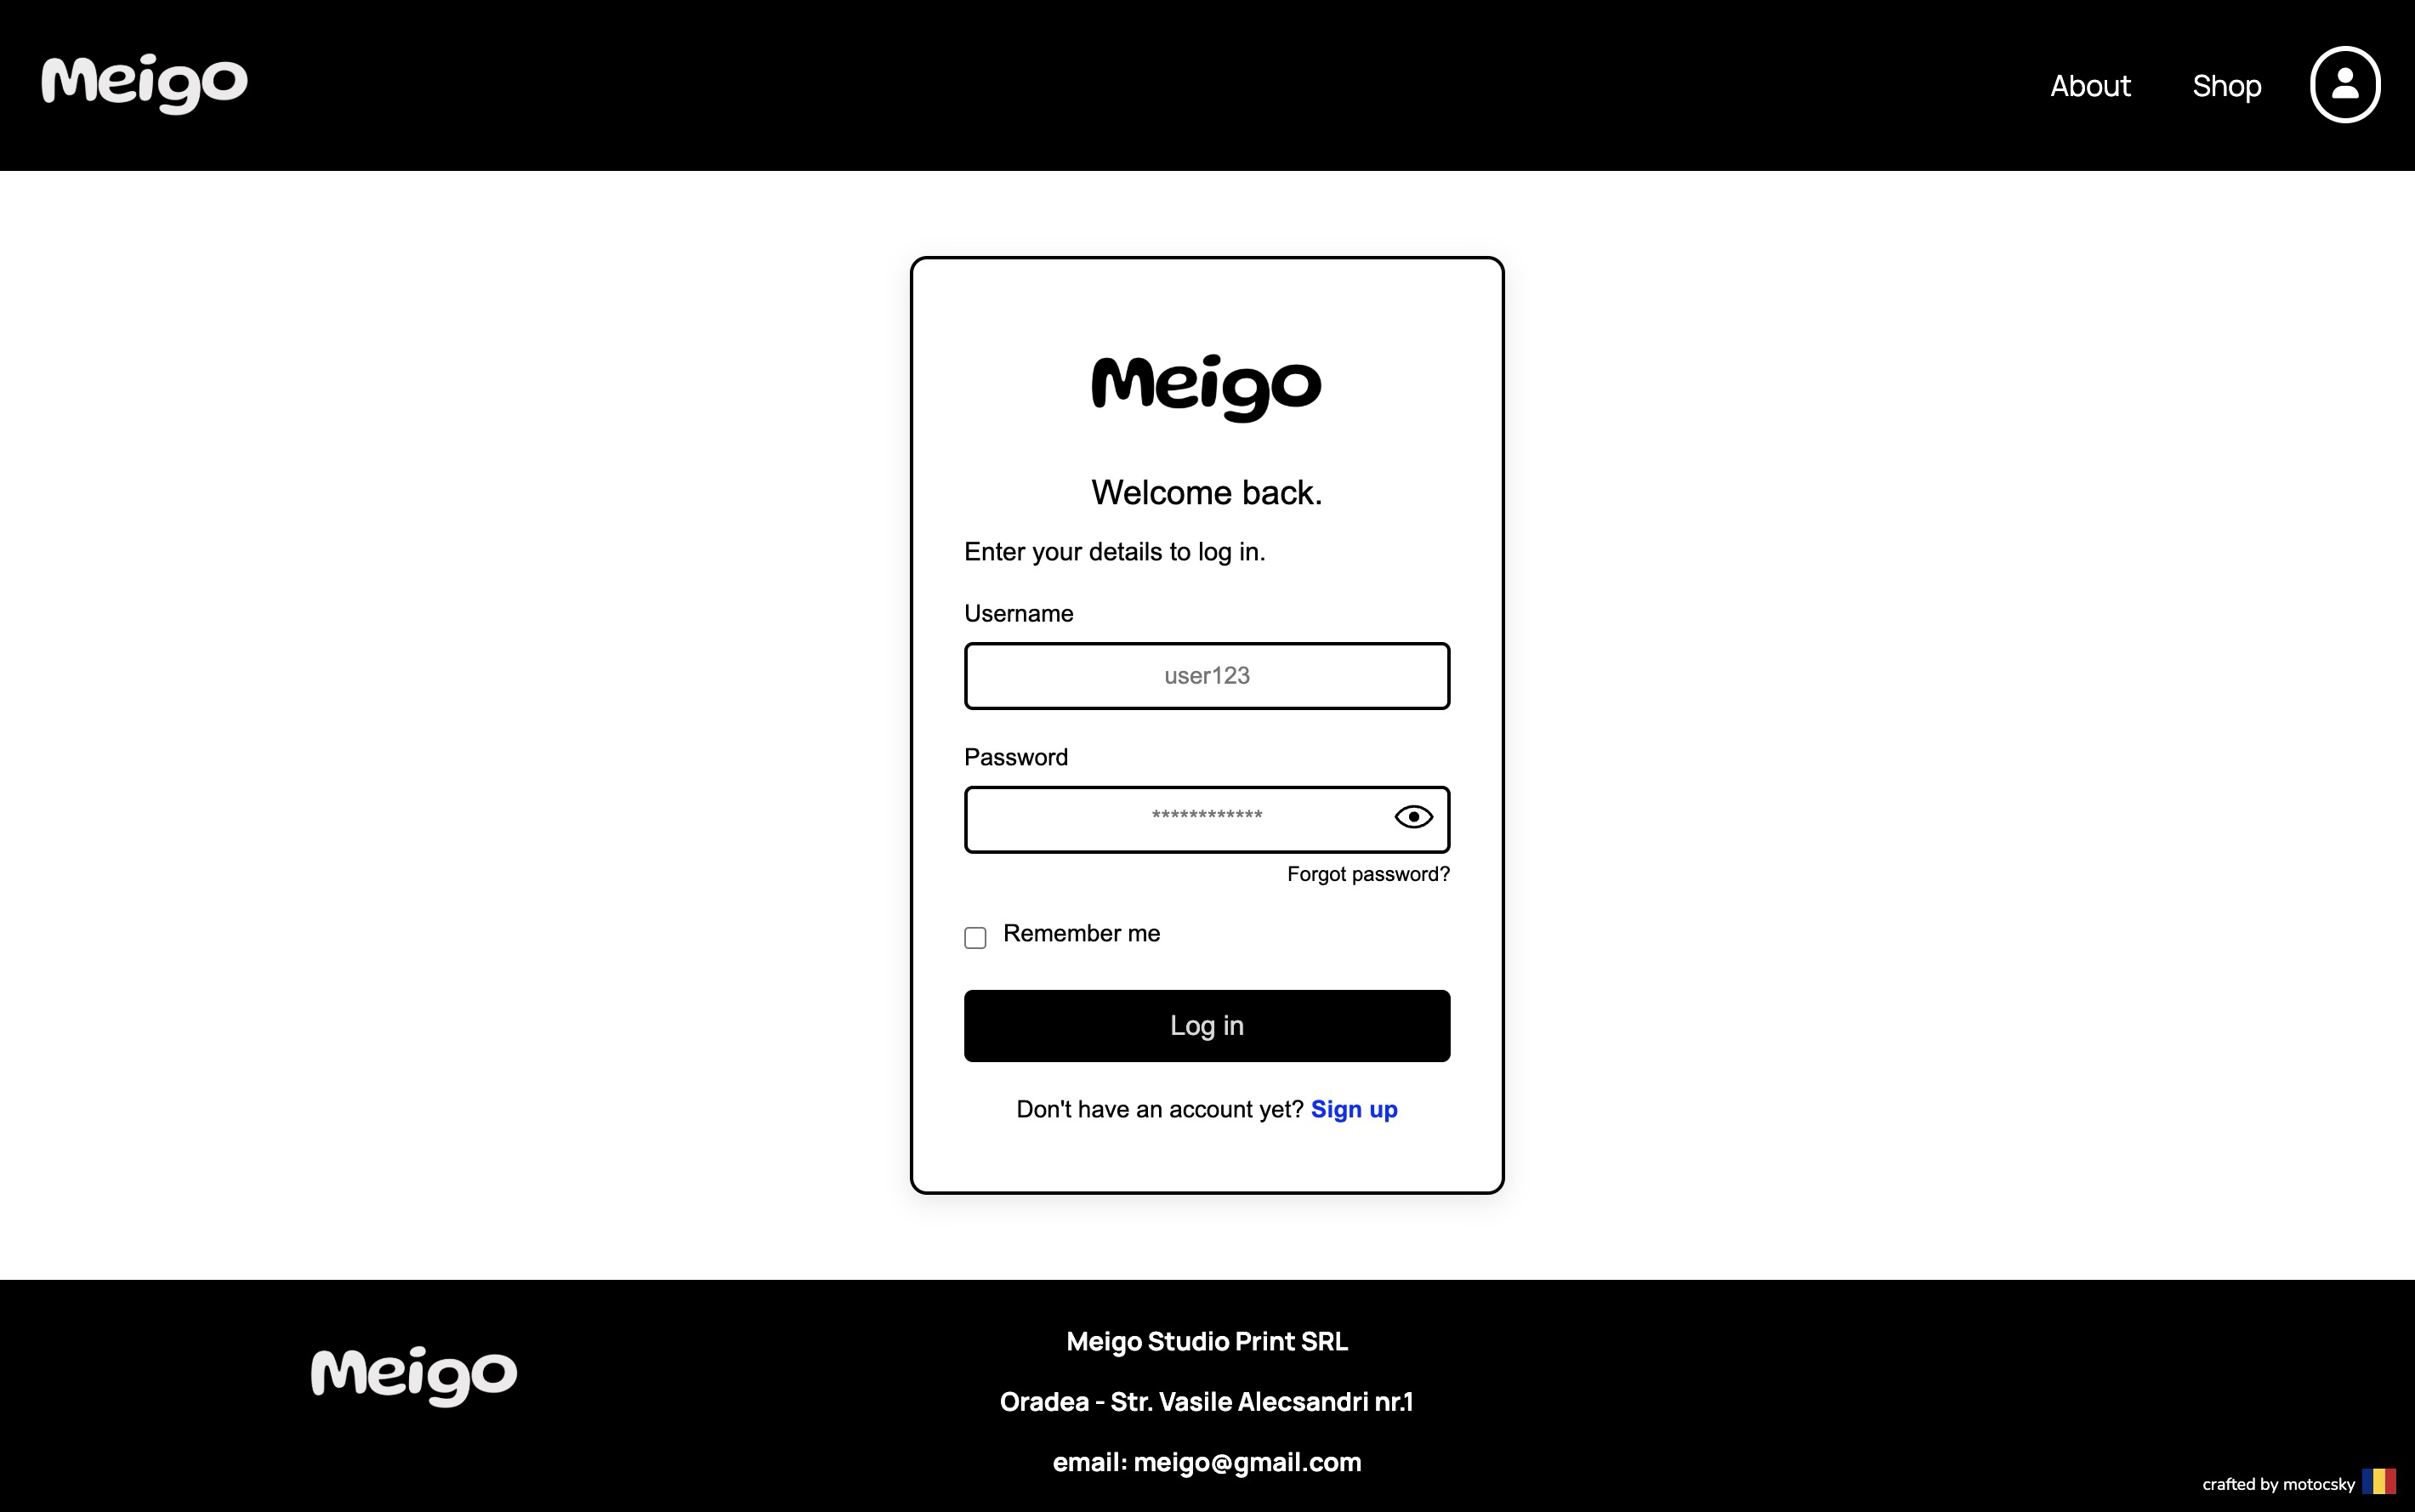 Meigo
About
Shop
Meigo
Welcome back.
Enter your details to log in.
Username
user123
Password
************
Forgot password?
Remember me
Log in
Don't have an account yet? Sign up
Meigo
Meigo Studio Print SRL
Oradea - Str. Vasile Alecsandri nr.1
email: meigo@gmail.com
crafted by motocsky